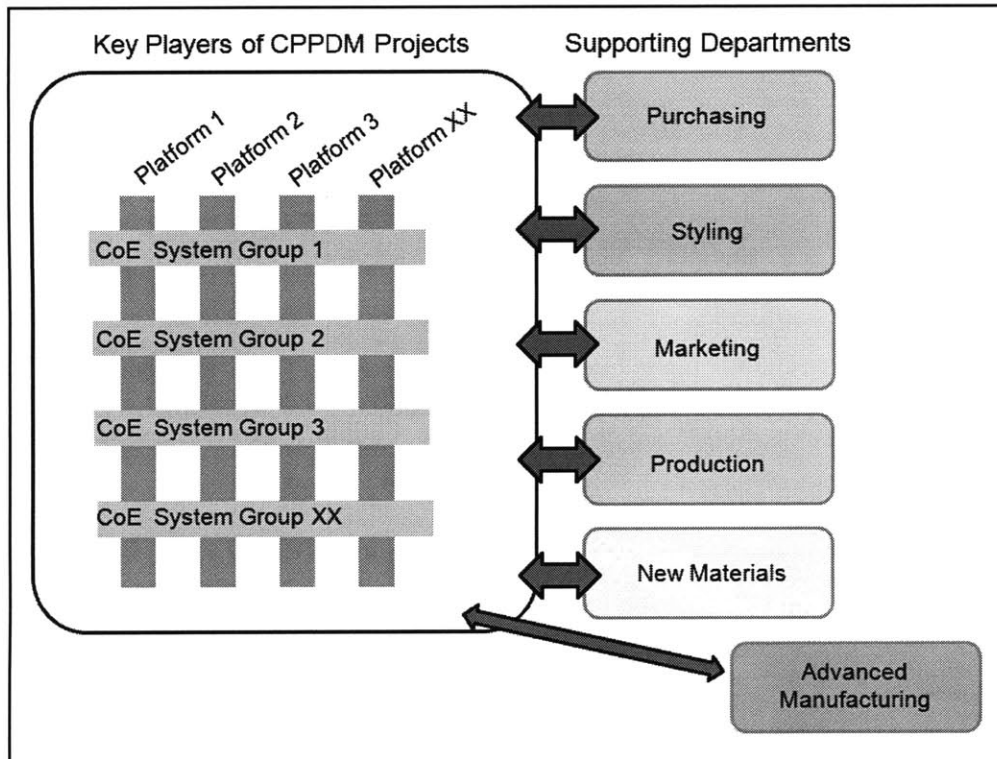 Key Players of CPPDM Projects
Supporting Departments
Platform 1
Platform 2
Platform 3
Platform XX
CoE System Group 1
CoE System Group 2
CoE System Group 3
CoE System Group XX
Purchasing
Styling
Marketing
Production
New Materials
Advanced
Manufacturing